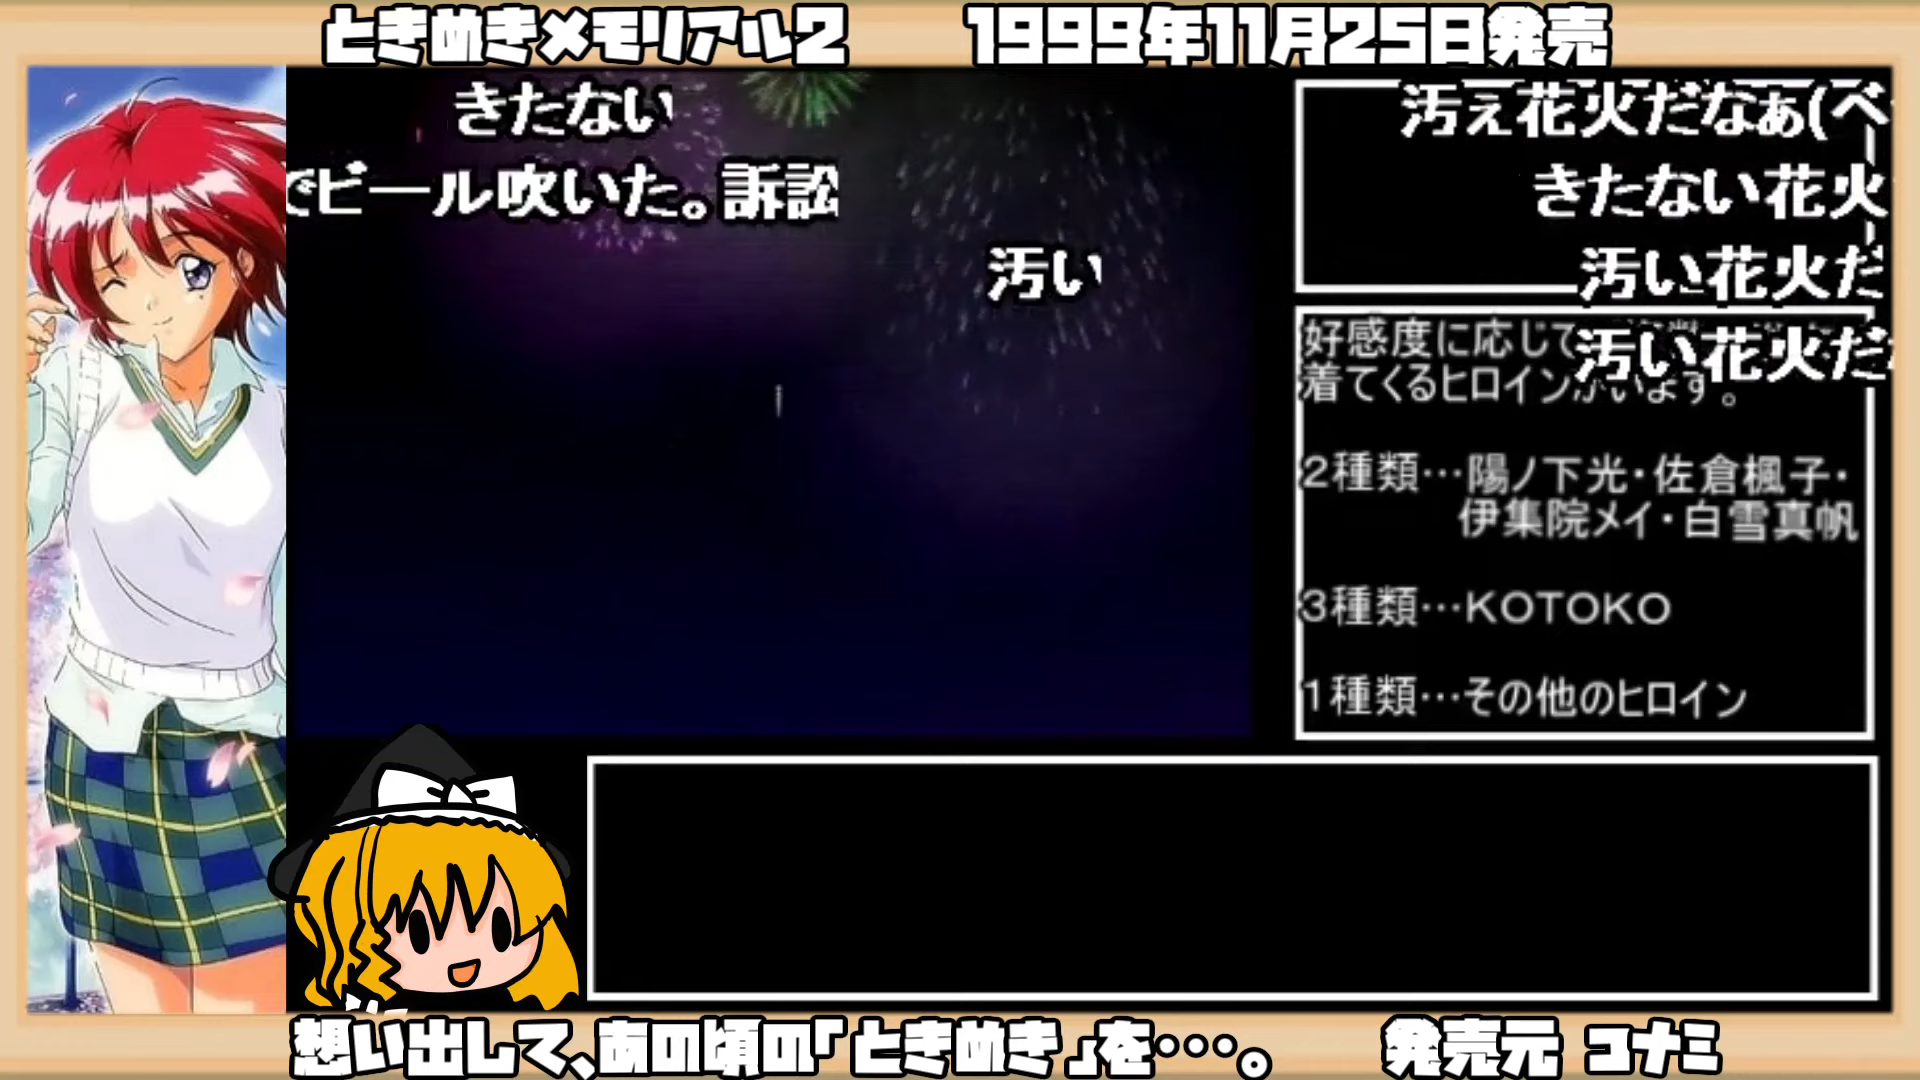 ときめきメモリアル2 1999年11月25日発売
きたない
でビール吹いた。訴訟
汚い
汚ぇ花火だなぁ(ベ
きたない花火
汚い花火だ
汚い花火だ
好感度に応じて
着てくるヒロインがいます。
2種類…陽ノ下光・佐倉楓子・
伊集院メイ・白雪真帆
3種類…KOTOKO
1種類…その他のヒロイン
想い出して、あの頃の「ときめき」を…。 発売元 コナミ